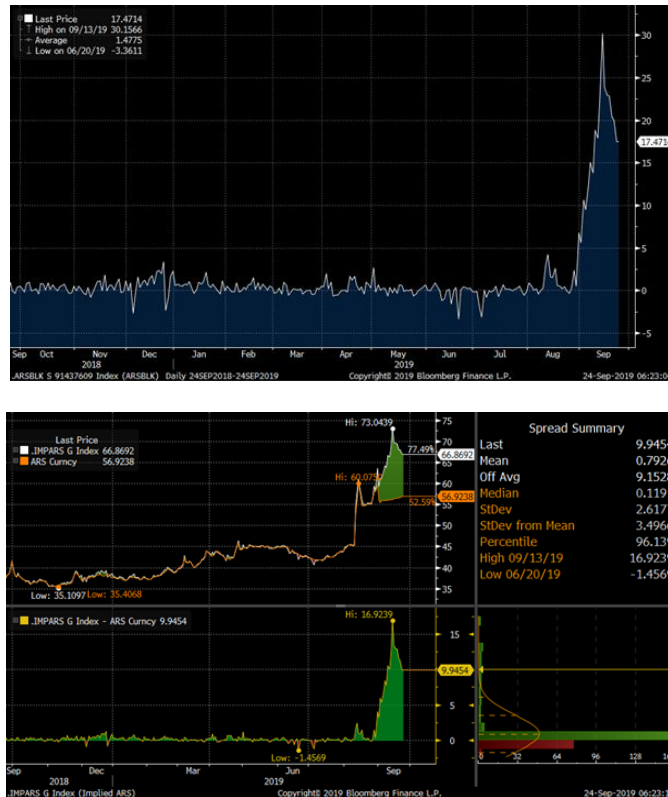 Last Price 17.4714
High on 09/13/19 30.1566
Average 1.4775
Low on 06/20/19 -3.3611
30
25
20
17.4714
15
10
5
0
-5
Sep Oct Nov Dec Jan Feb Mar Apr May Jun Jul Aug Sep
2018 2019
.ARSBLK S 91437609 Index (ARSBLK) Daily 24SEP2018-24SEP2019 Copyright© 2019 Bloomberg Finance L.P. 24-Sep-2019 06:23:0
Last Price
.IMPARS G Index 66.8692
ARS Curncy 56.9238
Hi: 73.0439
Hi: 60.075
77.49%
52.59%
Low: 35.1097
Low: 35.4068
75
70
66.8692
65
60
56.9238
55
50
45
40
35
Spread Summary
Last 9.9454
Mean 0.792
Off Avg 9.152
Median 0.119
StDev 2.617
StDev from Mean 3.496
Percentile 96.139
High 09/13/19 16.923
Low 06/20/19 -1.456
.IMPARS G Index - ARS Curncy 9.9454
Hi: 16.9239
Low: -1.4569
15
9.9454
5
0
0 32 64 96 128 16
Sep Dec Mar Jun Sep
2018 2019
.IMPARS G Index (Implied ARS) Copyright© 2019 Bloomberg Finance L.P. 24-Sep-2019 06:23:1